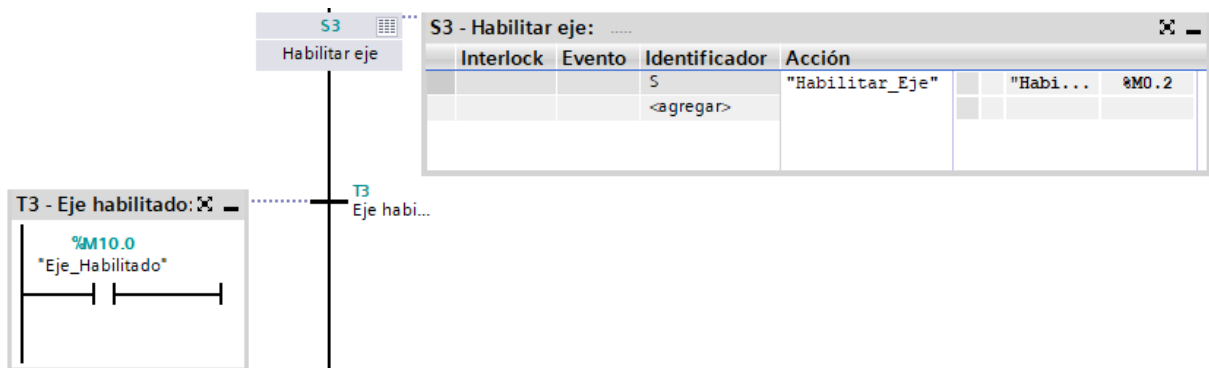 S3
Habilitar eje
S3 - Habilitar eje: .....
Interlock Evento Identificador Acción
S "Habilitar_Eje" "Habi... %M0.2
<agregar>
T3 - Eje habilitado:
T3
Eje habi...
%M10.0
"Eje_Habilitado"